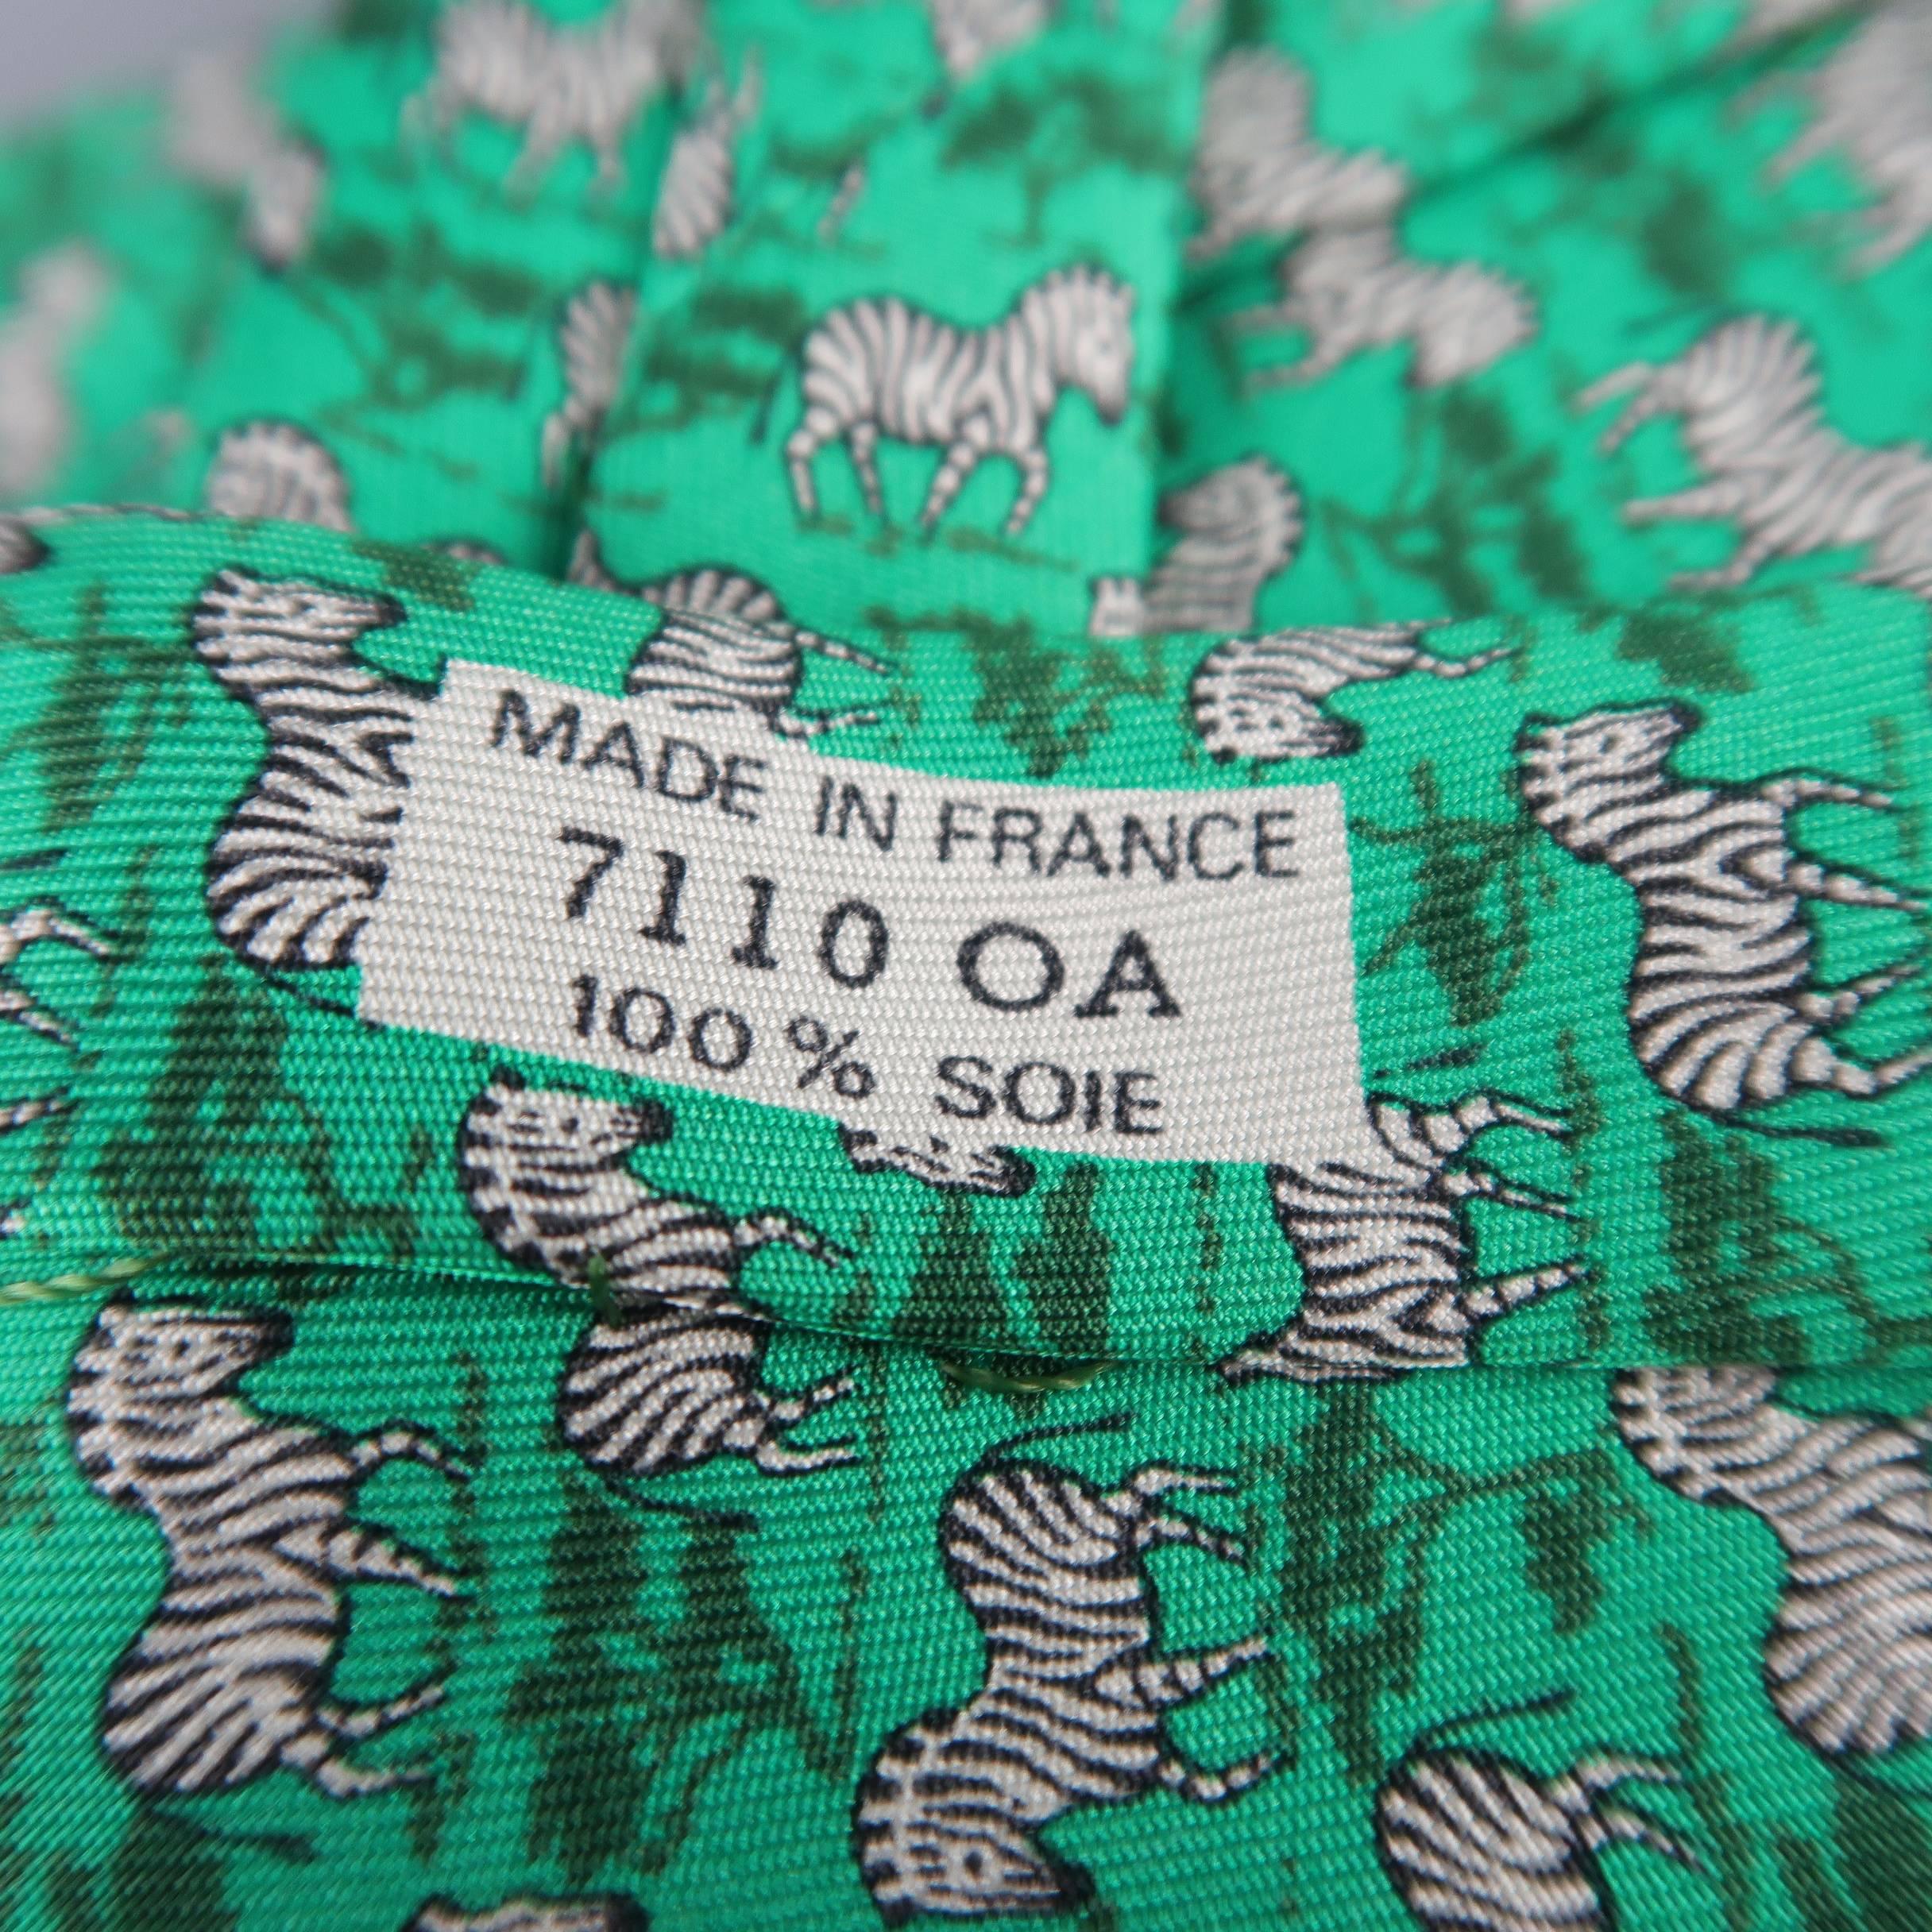 MADE IN FRANCE
7110 OA
100% SOIE